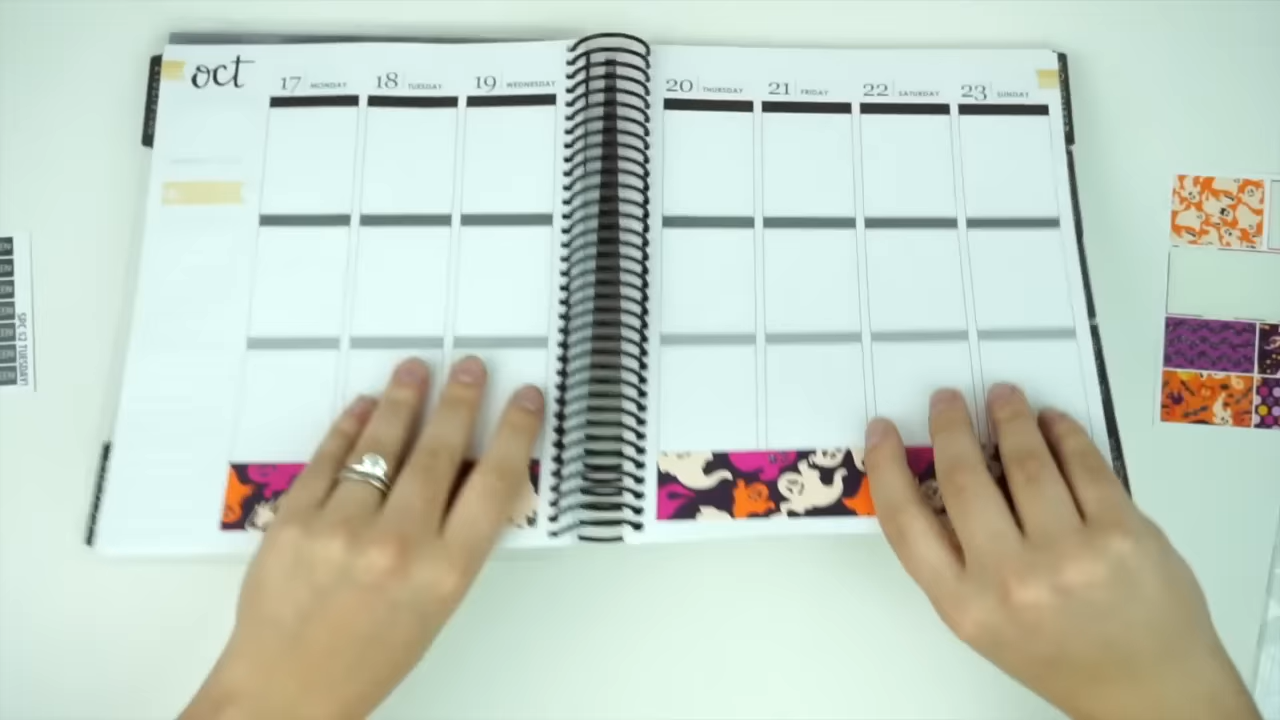 oct
17 MONDAY
18 TUESDAY
19 WEDNESDAY
20 THURSDAY
21 FRIDAY
22 SATURDAY
23 SUNDAY